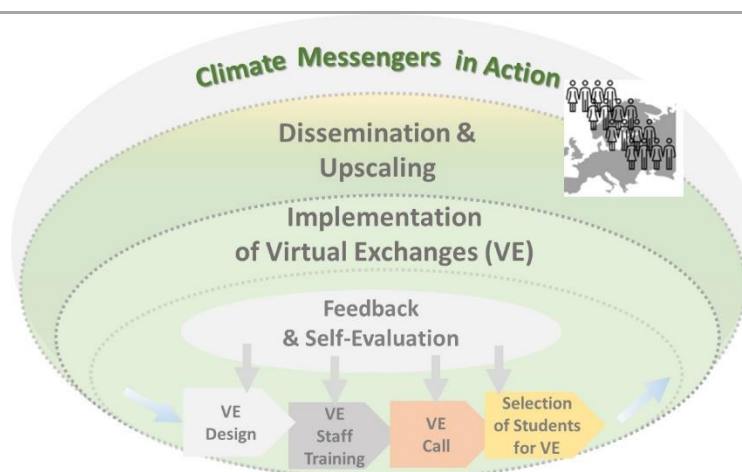 Climate Messengers in Action
Dissemination &
Upscaling
Implementation
of Virtual Exchanges (VE)
Feedback
& Self-Evaluation
VE
Design
VE
Staff
Training
VE
Call
Selection
of Students
for VE